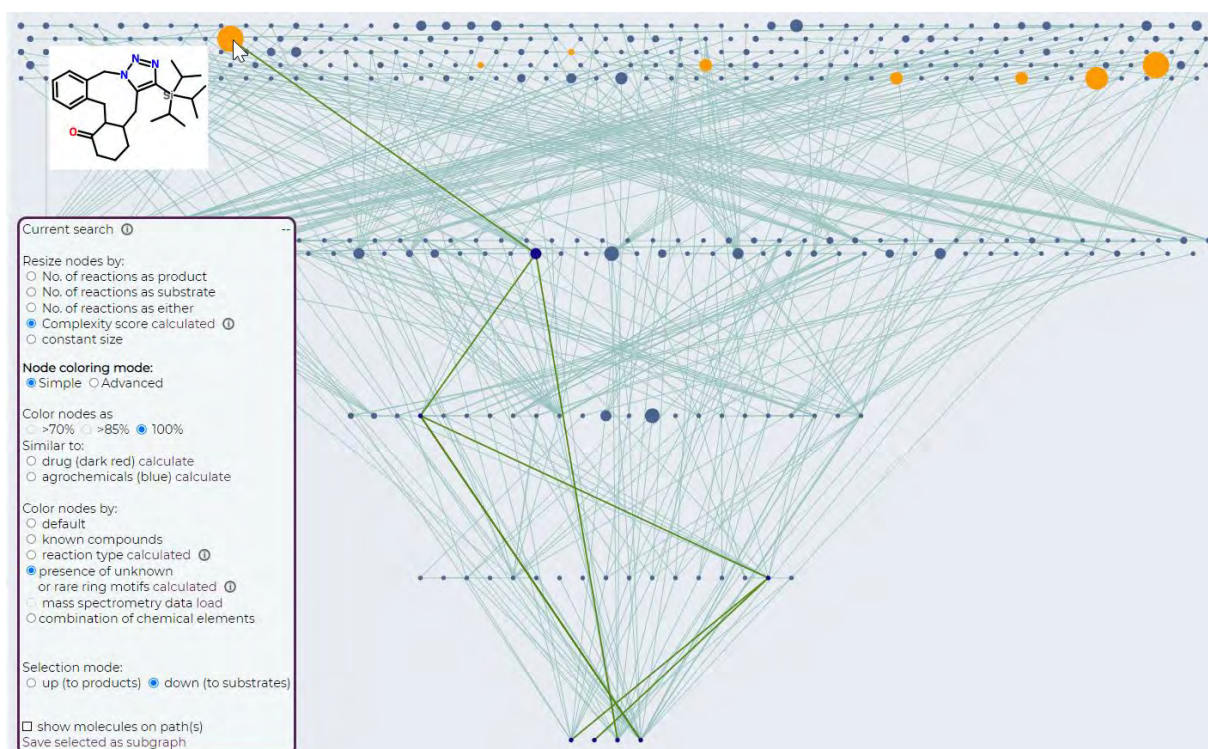 N
N
N
Si
O
Current search ⓘ --
Resize nodes by:
No. of reactions as product
No. of reactions as substrate
No. of reactions as either
Complexity score calculated ⓘ
constant size
Node coloring mode:
Simple Advanced
Color nodes as
>70% >85% 100%
Similar to:
drug (dark red) calculate
agrochemicals (blue) calculate
Color nodes by:
default
known compounds
reaction type calculated ⓘ
presence of unknown
or rare ring motifs calculated ⓘ
mass spectrometry data load
combination of chemical elements
Selection mode:
up (to products) down (to substrates)
show molecules on path(s)
Save selected as subgraph